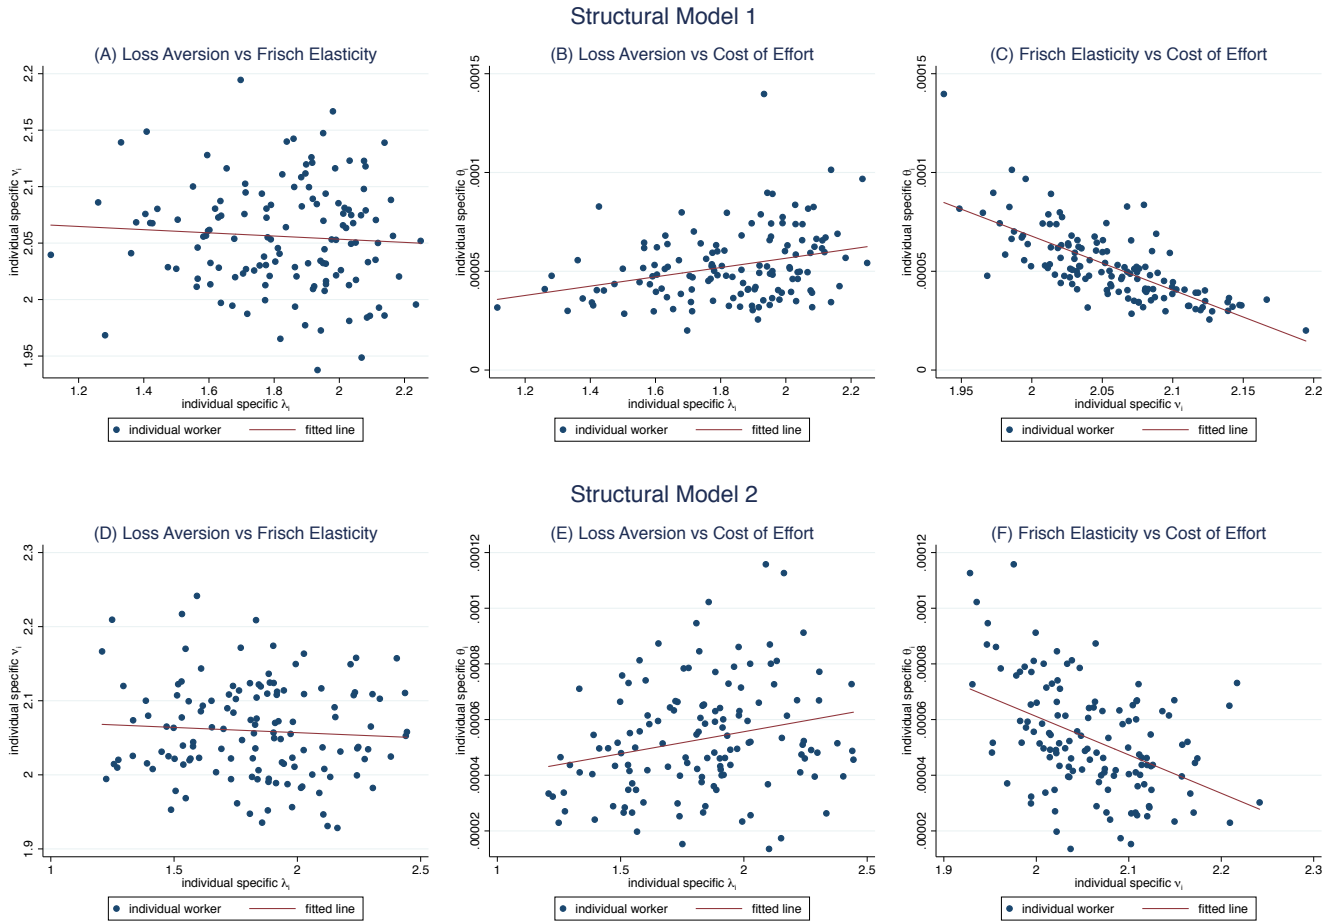 Structural Model 1
(A) Loss Aversion vs Frisch Elasticity
individual specific νi
2.2
2.15
2.1
2.05
2
1.95
1.2 1.4 1.6 1.8 2 2.2
individual specific λi
individual worker fitted line
(B) Loss Aversion vs Cost of Effort
individual specific θi
.00015
.0001
.00005
0
1.2 1.4 1.6 1.8 2 2.2
individual specific λi
individual worker fitted line
(C) Frisch Elasticity vs Cost of Effort
individual specific θi
.00015
.0001
.00005
0
1.95 2 2.05 2.1 2.15 2.2
individual specific νi
individual worker fitted line
Structural Model 2
(D) Loss Aversion vs Frisch Elasticity
individual specific νi
2.3
2.2
2.1
2
1.9
1 1.5 2 2.5
individual specific λi
individual worker fitted line
(E) Loss Aversion vs Cost of Effort
individual specific θi
.00012
.0001
.00008
.00006
.00004
.00002
1 1.5 2 2.5
individual specific λi
individual worker fitted line
(F) Frisch Elasticity vs Cost of Effort
individual specific θi
.00012
.0001
.00008
.00006
.00004
.00002
1.9 2 2.1 2.2 2.3
individual specific νi
individual worker fitted line